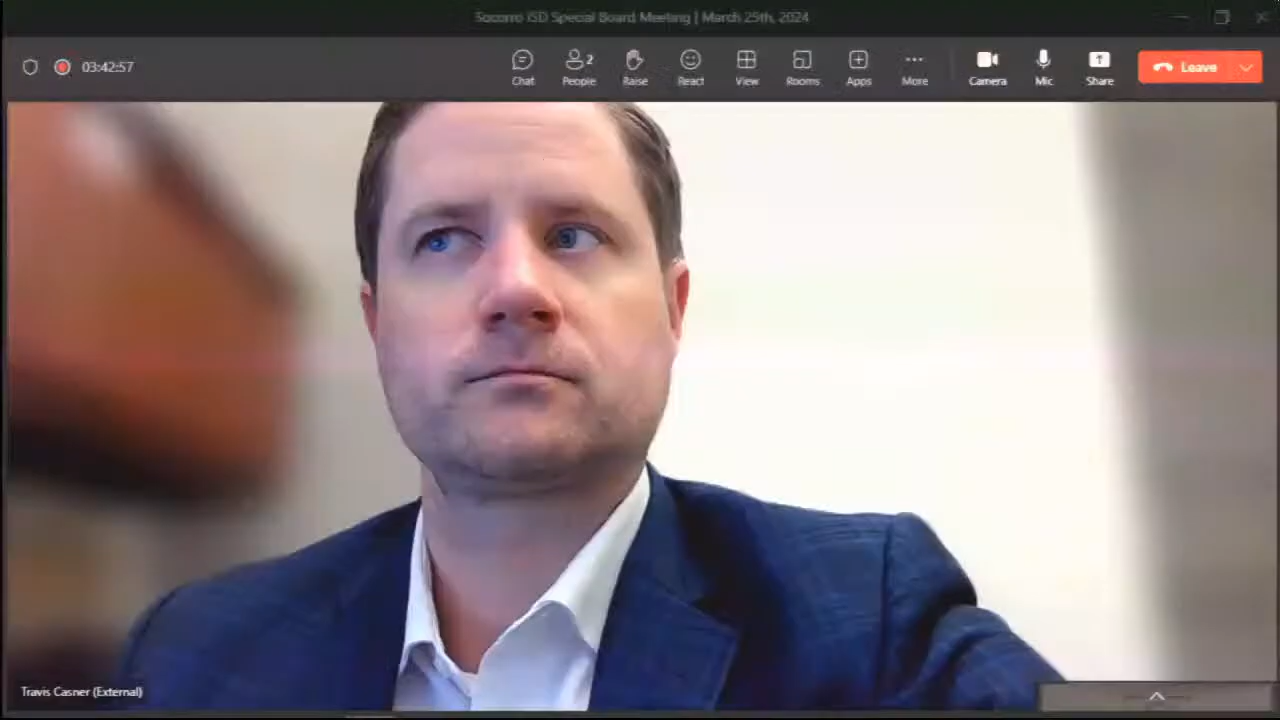 Socorro ISD Special Board Meeting | March 25th, 2024
03:42:57
2
Chat People Raise React View Rooms Apps More Camera Mic Share Leave
Travis Casner (External)